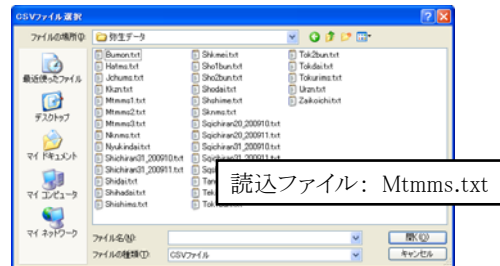 CSVファイル選択
ファイルの場所(I): 弥生データ
最近使ったファイル
デスクトップ
マイ ドキュメント
マイ コンピュータ
マイ ネットワーク
Bumon.txt
Hatms.txt
Jchums.txt
Kkzn.txt
Mtmms1.txt
Mtmms2.txt
Mtmms3.txt
Nknms.txt
Nyukindai.txt
Shichiran31_200910.txt
Shichiran31_200911.txt
Shidai.txt
Shihadai.txt
Shishime.txt
Shkmei.txt
Sho1bun.txt
Sho2bun.txt
Shodai.txt
Shshime.txt
Sknms.txt
Sqichiran20_200910.txt
Sqichiran20_200911.txt
Sqichiran31_200910.txt
Sqichiran31_200911.txt
Tok2bun.txt
Tokdai.txt
Tokurims.txt
Urzn.txt
Zaikoichi.txt
読込ファイル: Mtmms.txt
ファイル名(N):
開く(O)
ファイルの種類(T): CSVファイル
キャンセル